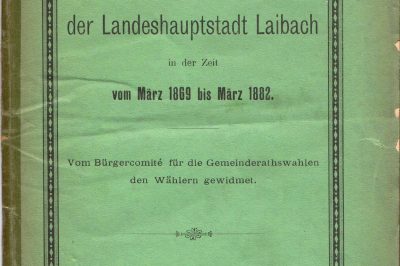 der Landeshauptstadt Laibach
in der Zeit
vom März 1869 bis März 1882.
Vom Bürgercomité für die Gemeinderathswahlen
den Wählern gewidmet.